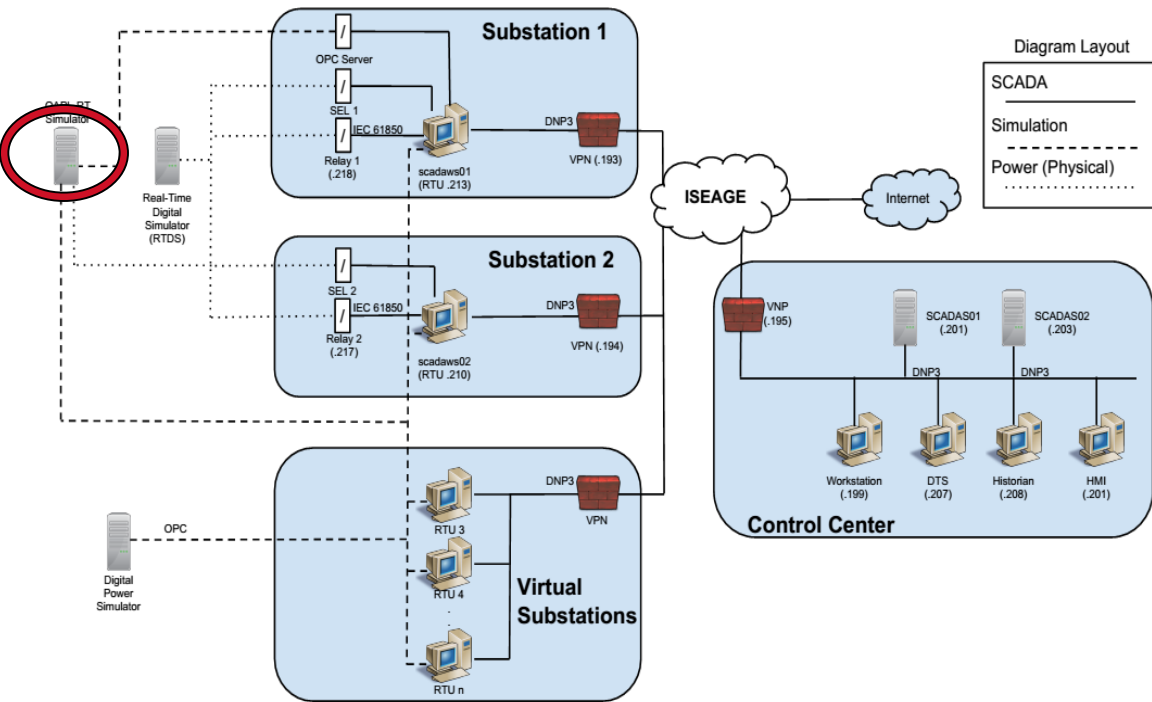 Substation 1
/
OPC Server
/
SEL 1
IEC 61850
/
Relay 1
(.218)
scadaws01
(RTU .213)
DNP3
VPN (.193)
Simulator
Real-Time
Digital
Simulator
(RTDS)
Substation 2
/
SEL 2
IEC 61850
/
Relay 2
(.217)
scadaws02
(RTU .210)
DNP3
VPN (.194)
ISEAGE
Internet
Diagram Layout
SCADA
Simulation
Power (Physical)
VNP
(.195)
SCADAS01
(.201)
SCADAS02
(.203)
DNP3
DNP3
Workstation
(.199)
DTS
(.207)
Historian
(.208)
HMI
(.201)
Control Center
OPC
Digital
Power
Simulator
RTU 3
RTU 4
.
.
RTU n
DNP3
VPN
Virtual
Substations